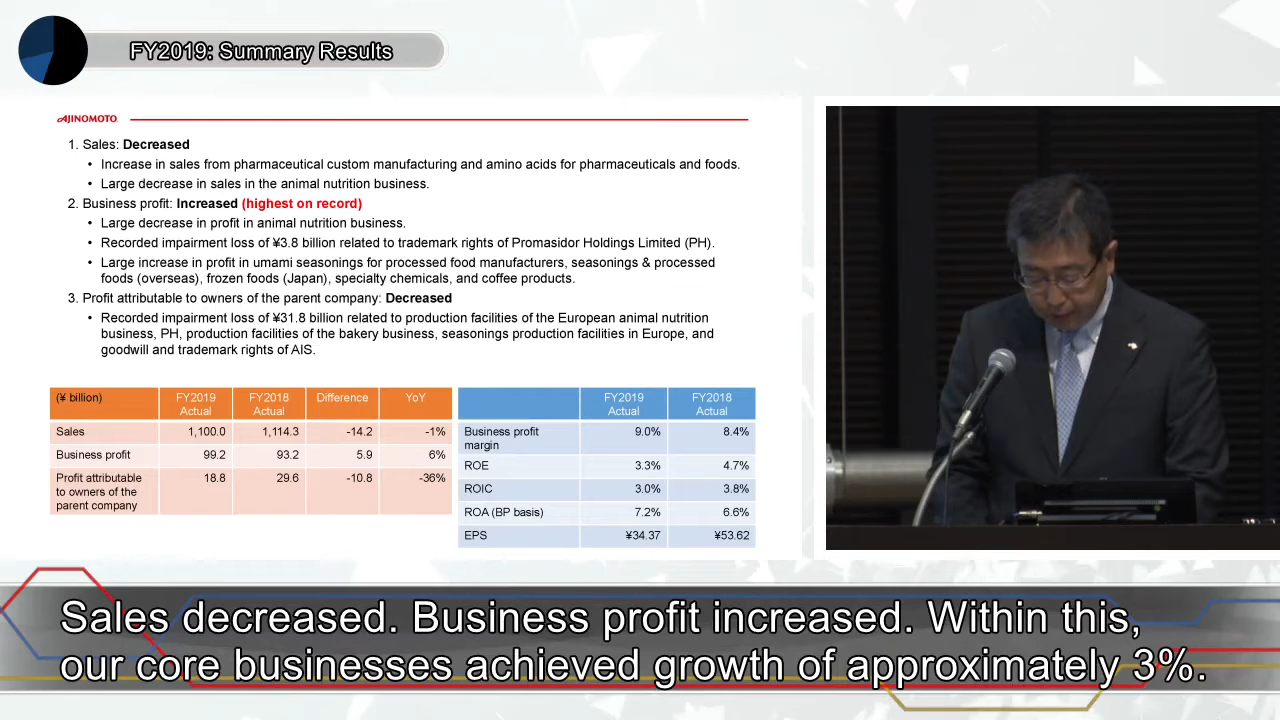 FY2019: Summary Results
AJINOMOTO
1. Sales: Decreased
• Increase in sales from pharmaceutical custom manufacturing and amino acids for pharmaceuticals and foods.
• Large decrease in sales in the animal nutrition business.
2. Business profit: Increased (highest on record)
• Large decrease in profit in animal nutrition business.
• Recorded impairment loss of ¥3.8 billion related to trademark rights of Promasidor Holdings Limited (PH).
• Large increase in profit in umami seasonings for processed food manufacturers, seasonings & processed
foods (overseas), frozen foods (Japan), specialty chemicals, and coffee products.
3. Profit attributable to owners of the parent company: Decreased
• Recorded impairment loss of ¥31.8 billion related to production facilities of the European animal nutrition
business, PH, production facilities of the bakery business, seasonings production facilities in Europe, and
goodwill and trademark rights of AIS.
(¥ billion) FY2019 FY2018 Difference YoY
Actual Actual
Sales 1,100.0 1,114.3 -14.2 -1%
Business profit 99.2 93.2 5.9 6%
Profit attributable 18.8 29.6 -10.8 -36%
to owners of the
parent company
FY2019 FY2018
Actual Actual
Business profit 9.0% 8.4%
margin
ROE 3.3% 4.7%
ROIC 3.0% 3.8%
ROA (BP basis) 7.2% 6.6%
EPS ¥34.37 ¥53.62
Sales decreased. Business profit increased. Within this,
our core businesses achieved growth of approximately 3%.